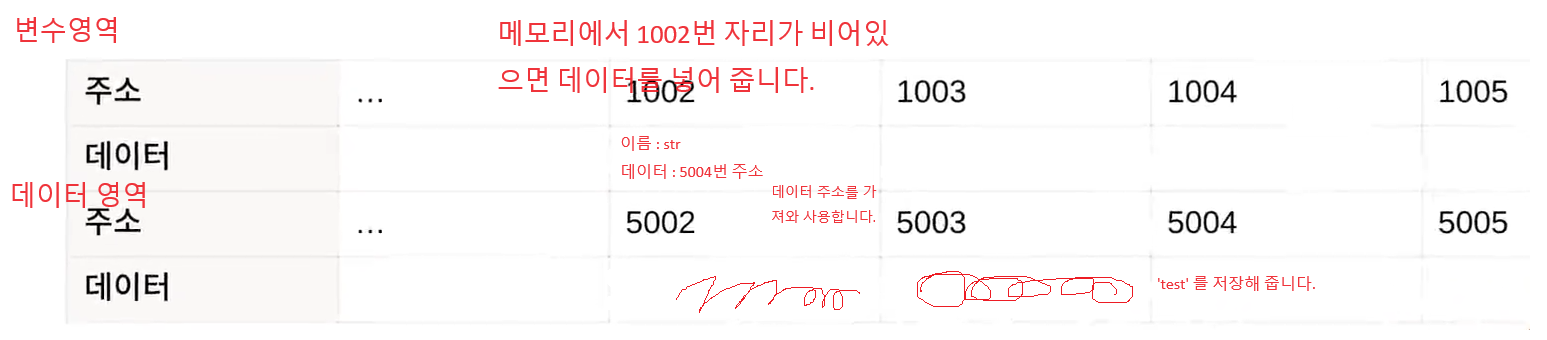 변수영역
메모리에서 1002번 자리가 비어있
으면 데이터를 넣어 줍니다.
주소 ... 1002 1003 1004 1005
데이터
이름 : str
데이터 : 5004번 주소
데이터 주소를 가
져와 사용합니다.
데이터 영역
주소 ... 5002 5003 5004 5005
데이터
'test' 를 저장해 줍니다.